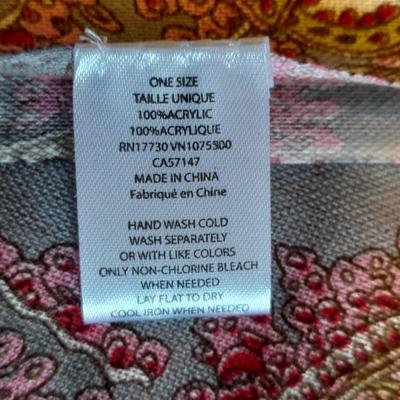 ONE SIZE
TAILLE UNIQUE
100%ACRYLIC
100%ACRYLIQUE
RN17730 VN1075500
CA57147
MADE IN CHINA
Fabriqué en Chine
HAND WASH COLD
WASH SEPARATELY
OR WITH LIKE COLORS
ONLY NON-CHLORINE BLEACH
WHEN NEEDED
LAY FLAT TO DRY
COOL IRON WHEN NEEDED